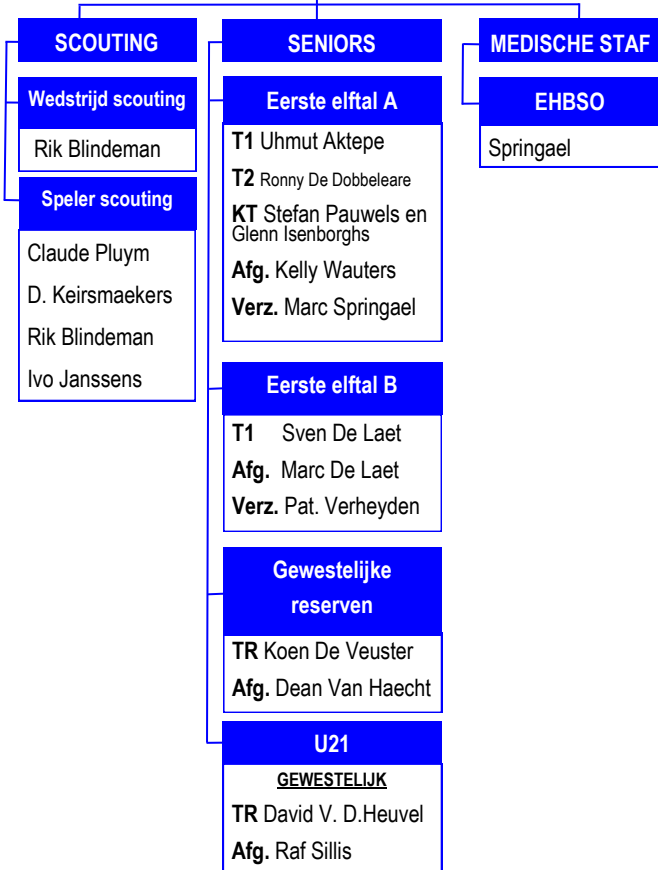 SCOUTING
Wedstrijd scouting
Rik Blindeman
Speler scouting
Claude Pluym
D. Keirsmaekers
Rik Blindeman
Ivo Janssens
SENIORS
Eerste elftal A
T1 Uhmut Aktepe
T2 Ronny De Dobbeleare
KT Stefan Pauwels en
Glenn Isenborghs
Afg. Kelly Wauters
Verz. Marc Springael
Eerste elftal B
T1 Sven De Laet
Afg. Marc De Laet
Verz. Pat. Verheyden
Gewestelijke
reserven
TR Koen De Veuster
Afg. Dean Van Haecht
U21
GEWESTELIJK
TR David V. D.Heuvel
Afg. Raf Sillis
MEDISCHE STAF
EHBSO
Springael